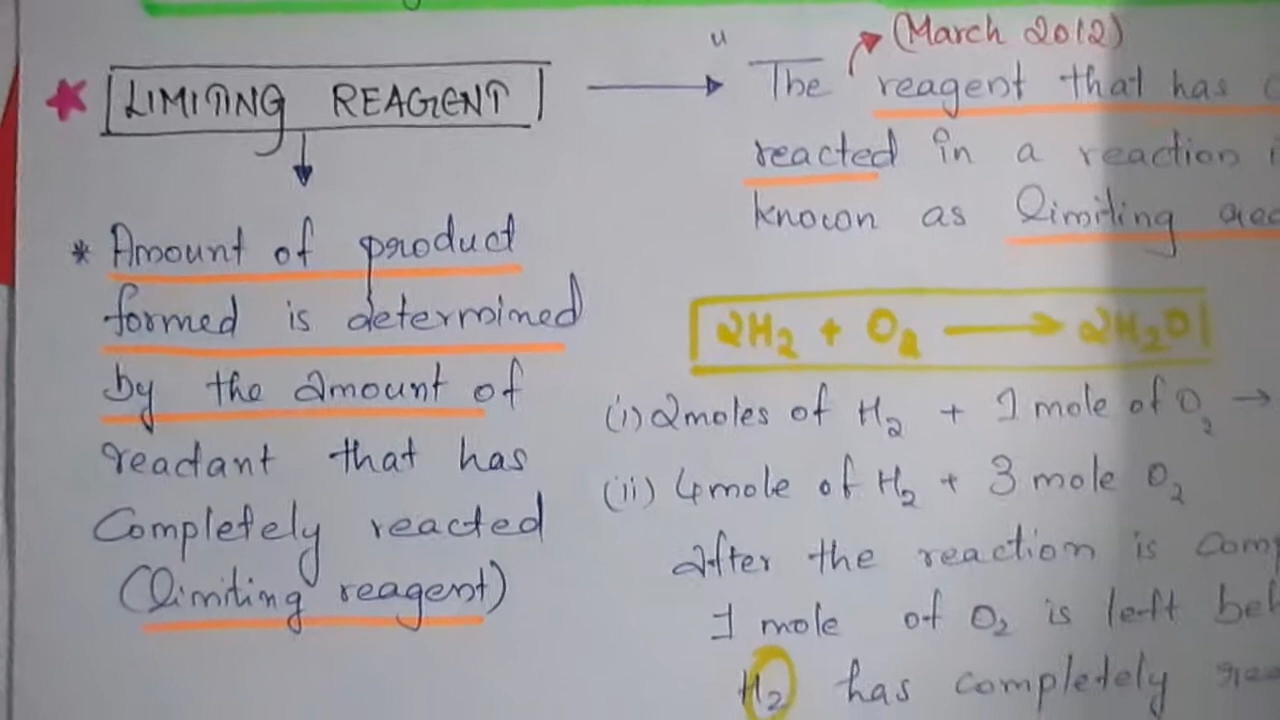 (March 2012)
LIMITING REAGENT
The reagent that has
reacted in a reaction
known as limiting
* Amount of product
formed is determined
by the amount of
readant that has
Completely reacted
(limiting reagent)
2H₂ + O₂ → 2H₂O
(i) 2moles of H₂ + 1 mole of O₂ →
(ii) 4mole of H₂ + 3 mole O₂
After the reaction is
1 mole of O₂ is left
H₂ has completely